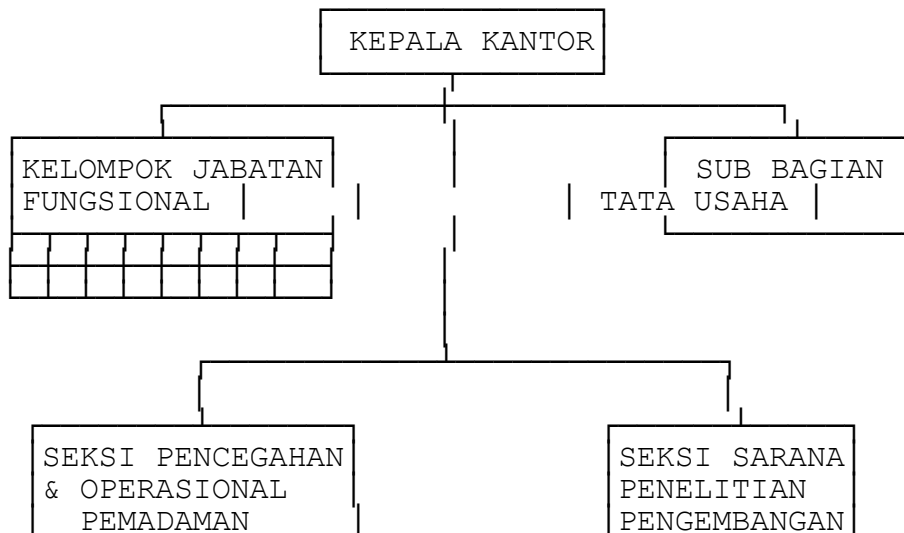 KEPALA KANTOR
KELOMPOK JABATAN
FUNGSIONAL
SUB BAGIAN
TATA USAHA
SEKSI PENCEGAHAN
& OPERASIONAL
PEMADAMAN
SEKSI SARANA
PENELITIAN
PENGEMBANGAN